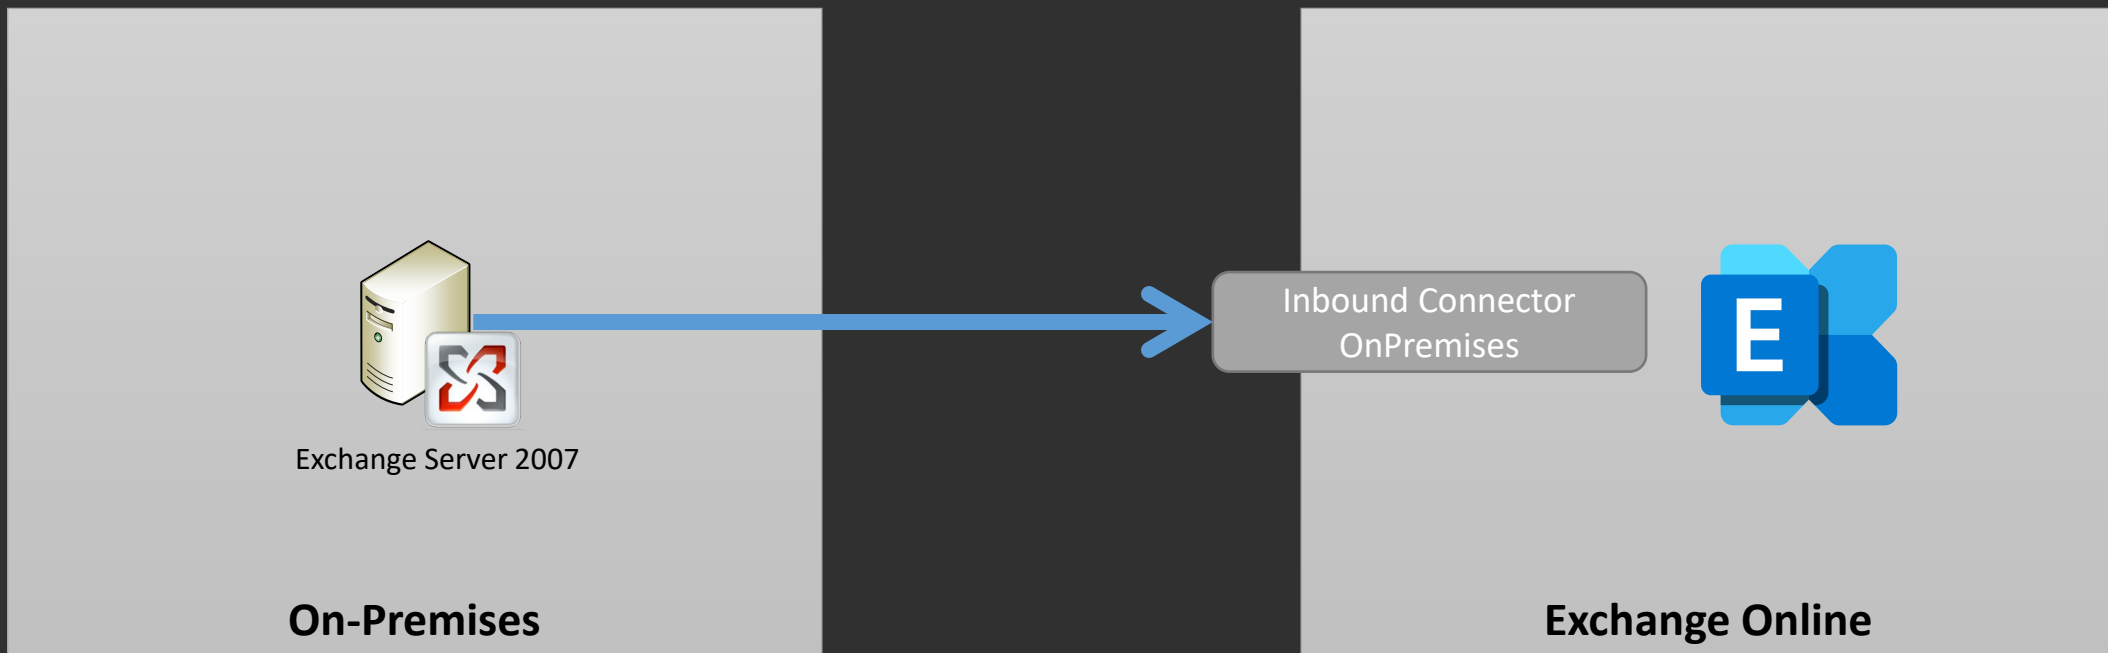 Inbound Connector
OnPremises
E
Exchange Server 2007
On-Premises
Exchange Online